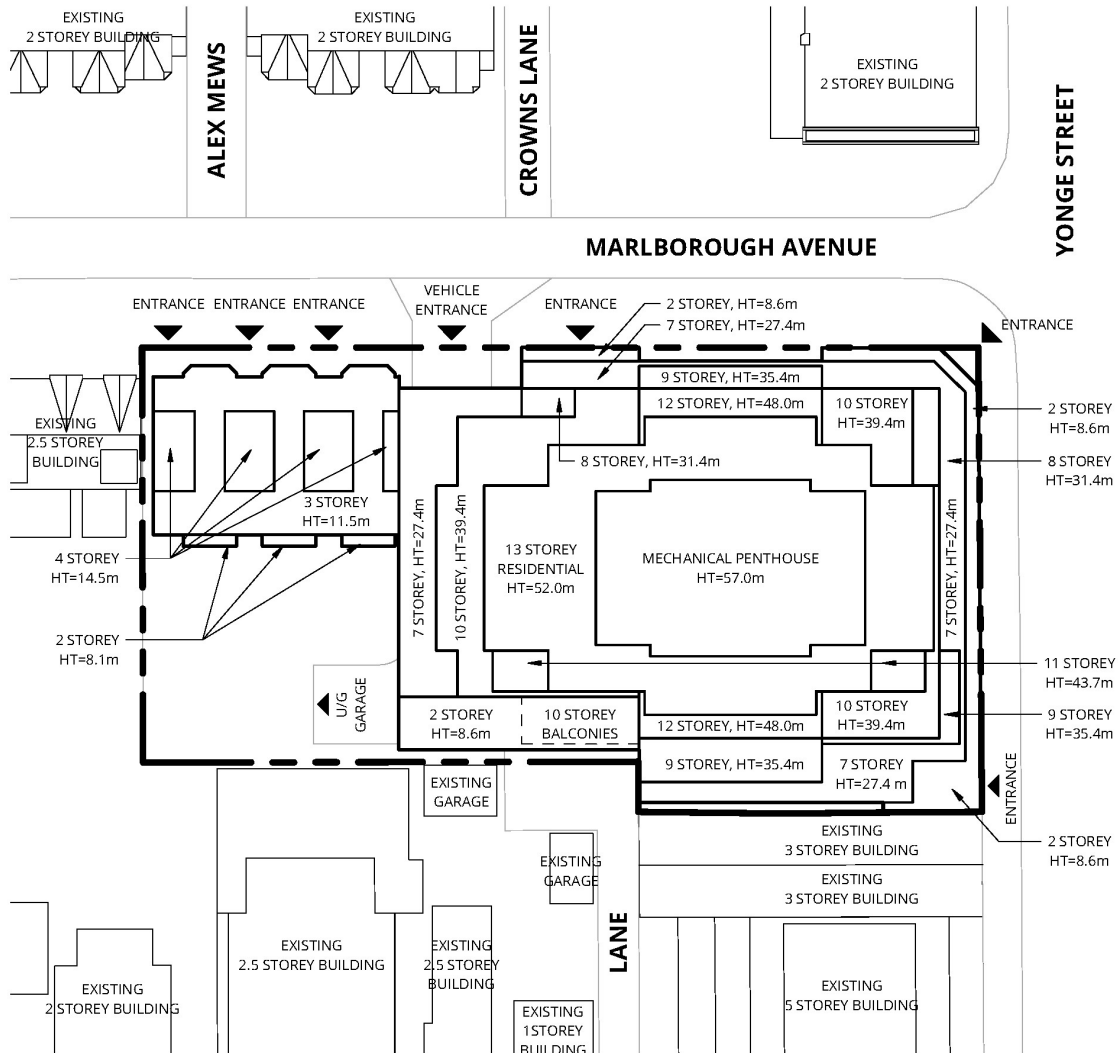 EXISTING
2 STOREY BUILDING
EXISTING
2 STOREY BUILDING
ALEX MEWS
CROWNS LANE
EXISTING
2 STOREY BUILDING
YONGE STREET
MARLBOROUGH AVENUE
ENTRANCE
ENTRANCE
ENTRANCE
VEHICLE
ENTRANCE
ENTRANCE
2 STOREY, HT=8.6m
7 STOREY, HT=27.4m
ENTRANCE
9 STOREY, HT=35.4m
12 STOREY, HT=48.0m
10 STOREY
HT=39.4m
2 STOREY
HT=8.6m
EXISTING
2.5 STOREY
BUILDING
8 STOREY, HT=31.4m
8 STOREY
HT=31.4m
3 STOREY
HT=11.5m
7 STOREY, HT=27.4m
10 STOREY, HT=39.4m
13 STOREY
RESIDENTIAL
HT=52.0m
MECHANICAL PENTHOUSE
HT=57.0m
7 STOREY, HT=27.4m
4 STOREY
HT=14.5m
2 STOREY
HT=8.1m
11 STOREY
HT=43.7m
U/G
GARAGE
2 STOREY
HT=8.6m
10 STOREY
BALCONIES
12 STOREY, HT=48.0m
10 STOREY
HT=39.4m
9 STOREY
HT=35.4m
9 STOREY, HT=35.4m
7 STOREY
HT=27.4 m
ENTRANCE
EXISTING
GARAGE
EXISTING
3 STOREY BUILDING
2 STOREY
HT=8.6m
EXISTING
GARAGE
EXISTING
3 STOREY BUILDING
LANE
EXISTING
2.5 STOREY BUILDING
EXISTING
2.5 STOREY
BUILDING
EXISTING
2 STOREY BUILDING
EXISTING
5 STOREY BUILDING
EXISTING
1STOREY
BUILDING